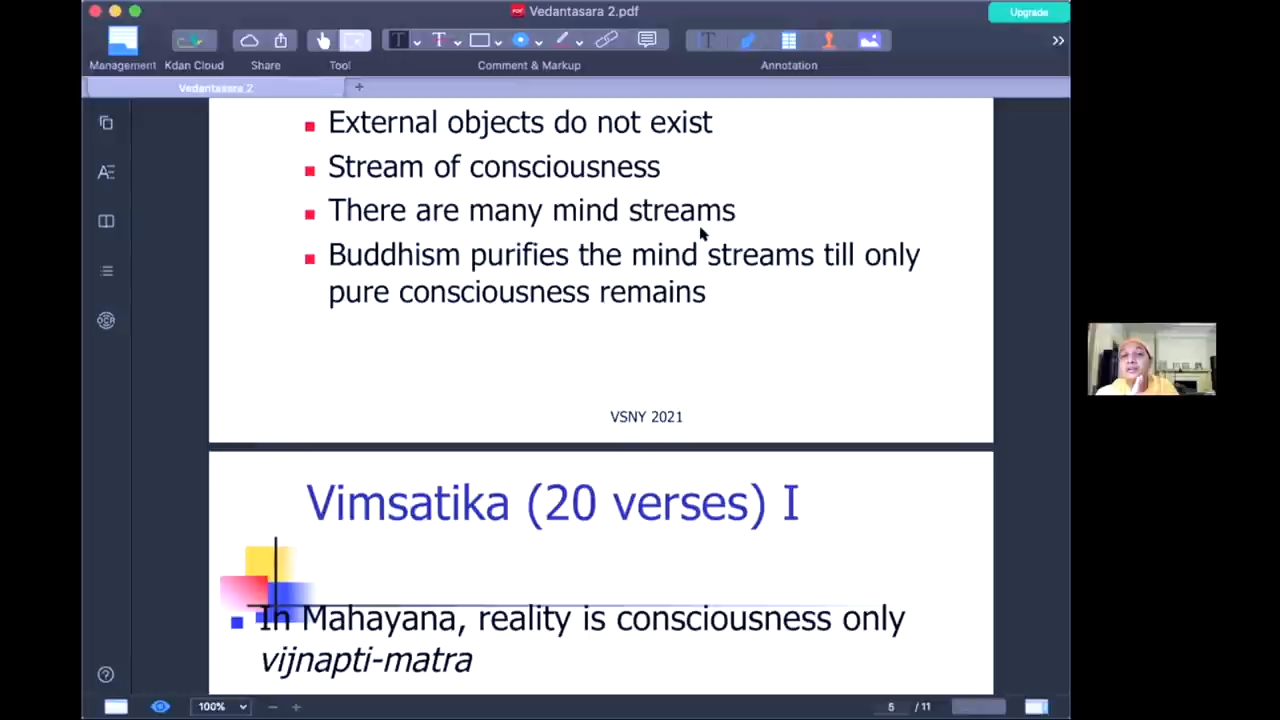 Vedantasara 2.pdf
Upgrade
Management
Kdan Cloud
Share
Tool
Comment & Markup
Annotation
Vedantasara 2
External objects do not exist
Stream of consciousness
There are many mind streams
Buddhism purifies the mind streams till only
pure consciousness remains
VSNY 2021
Vimsatika (20 verses) I
In Mahayana, reality is consciousness only
vijnapti-matra
100%
5 / 11